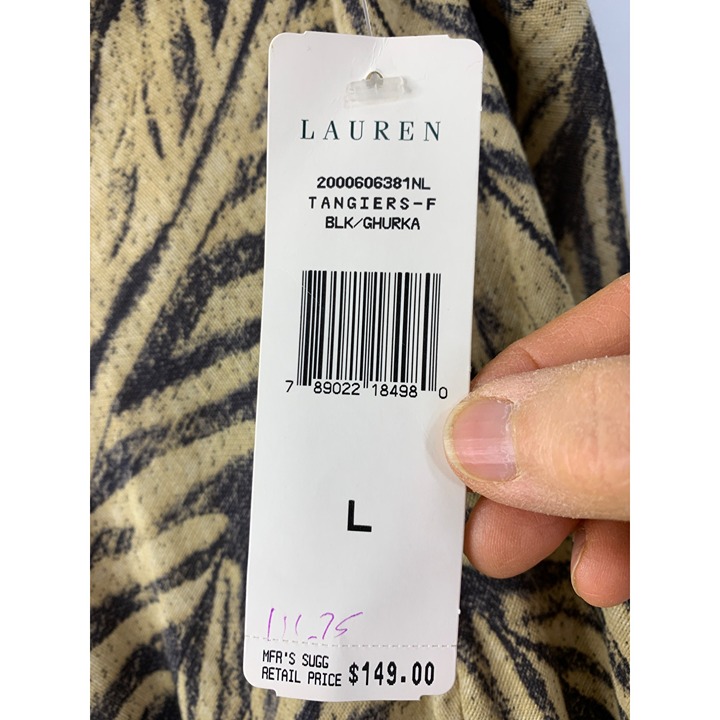 LAUREN
2000606381NL
TANGIERS-F
BLK/GHURKA
7 89022 18498 0
L
111.75
MFR'S SUGG
RETAIL PRICE $149.00